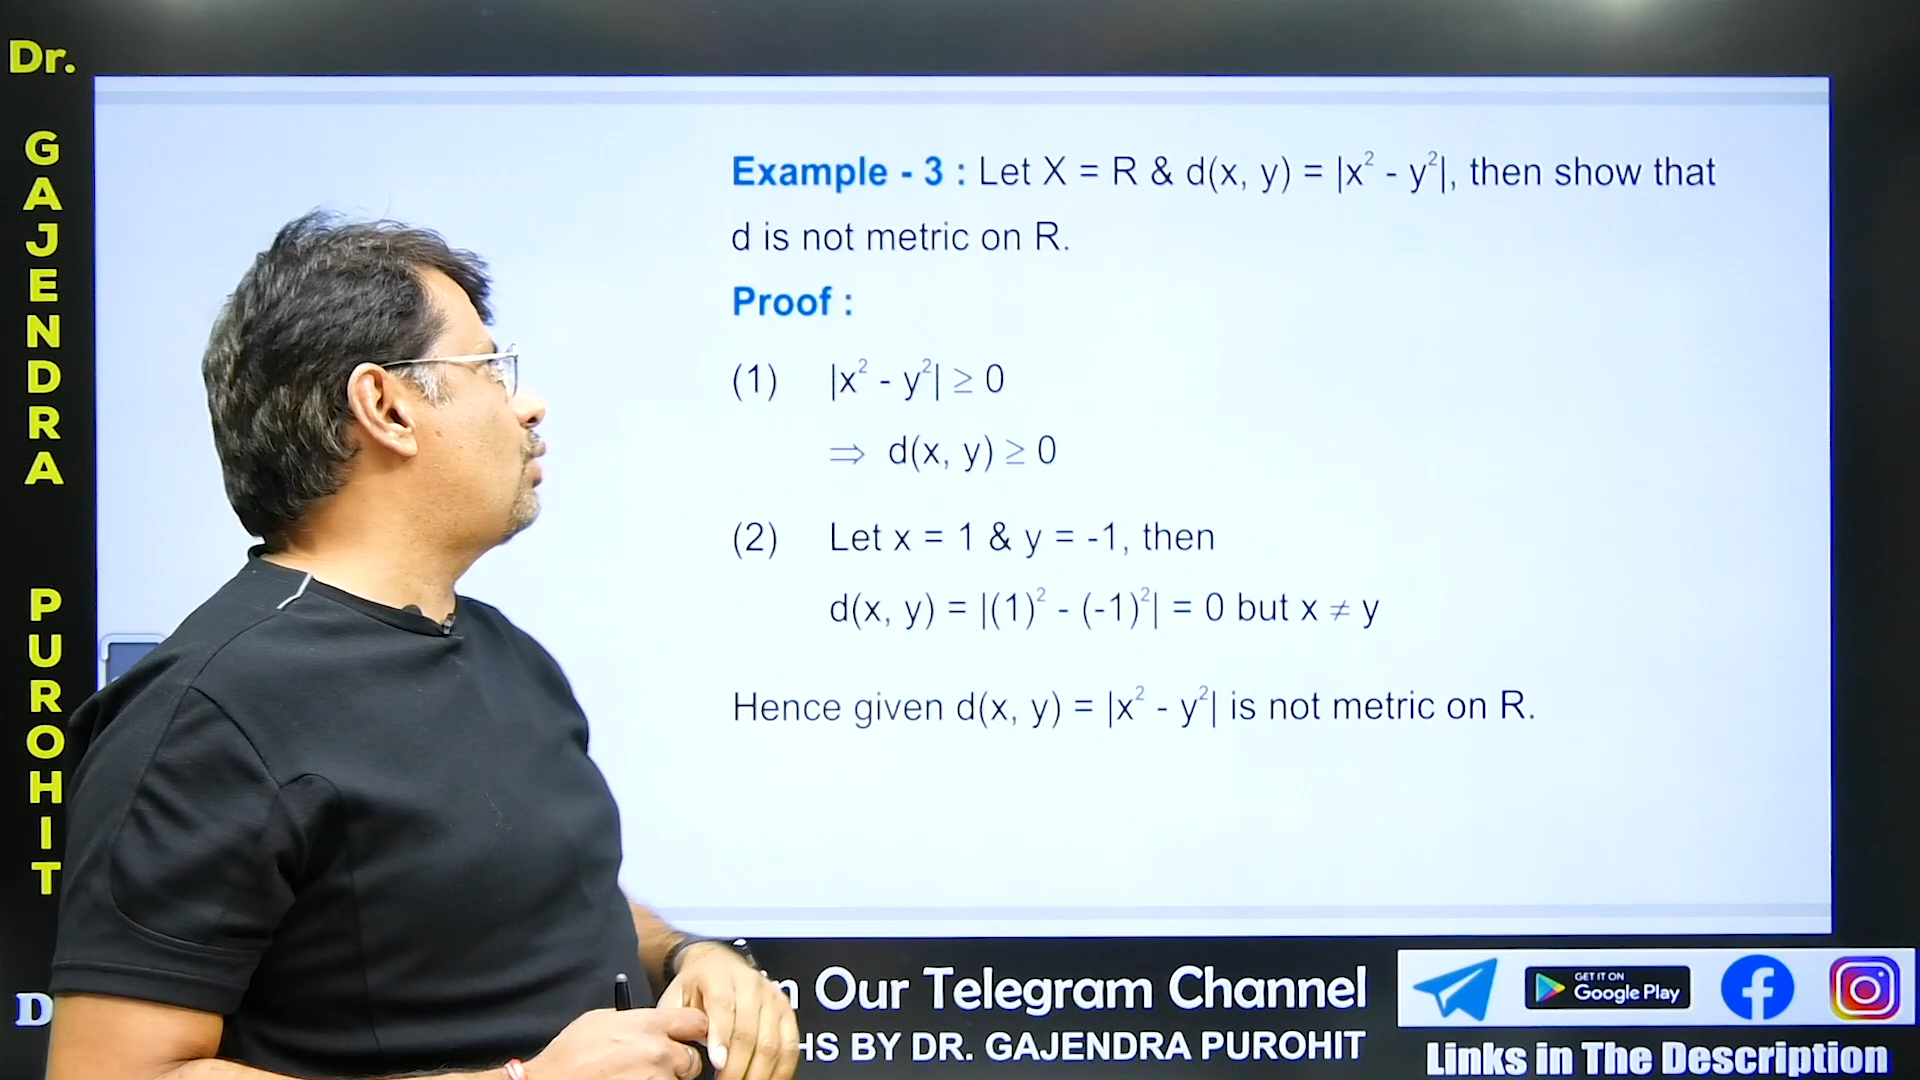 Dr.
GAJENDRA
PUROHIT
Example - 3 : Let X = R & d(x, y) = |x² - y²|, then show that
d is not metric on R.
Proof :
(1) |x² - y²| ≥ 0
⇒ d(x, y) ≥ 0
(2) Let x = 1 & y = -1, then
d(x, y) = |(1)² - (-1)²| = 0 but x ≠ y
Hence given d(x, y) = |x² - y²| is not metric on R.
D
n Our Telegram Channel
HS BY DR. GAJENDRA PUROHIT
GET IT ON
Google Play
Links in The Description